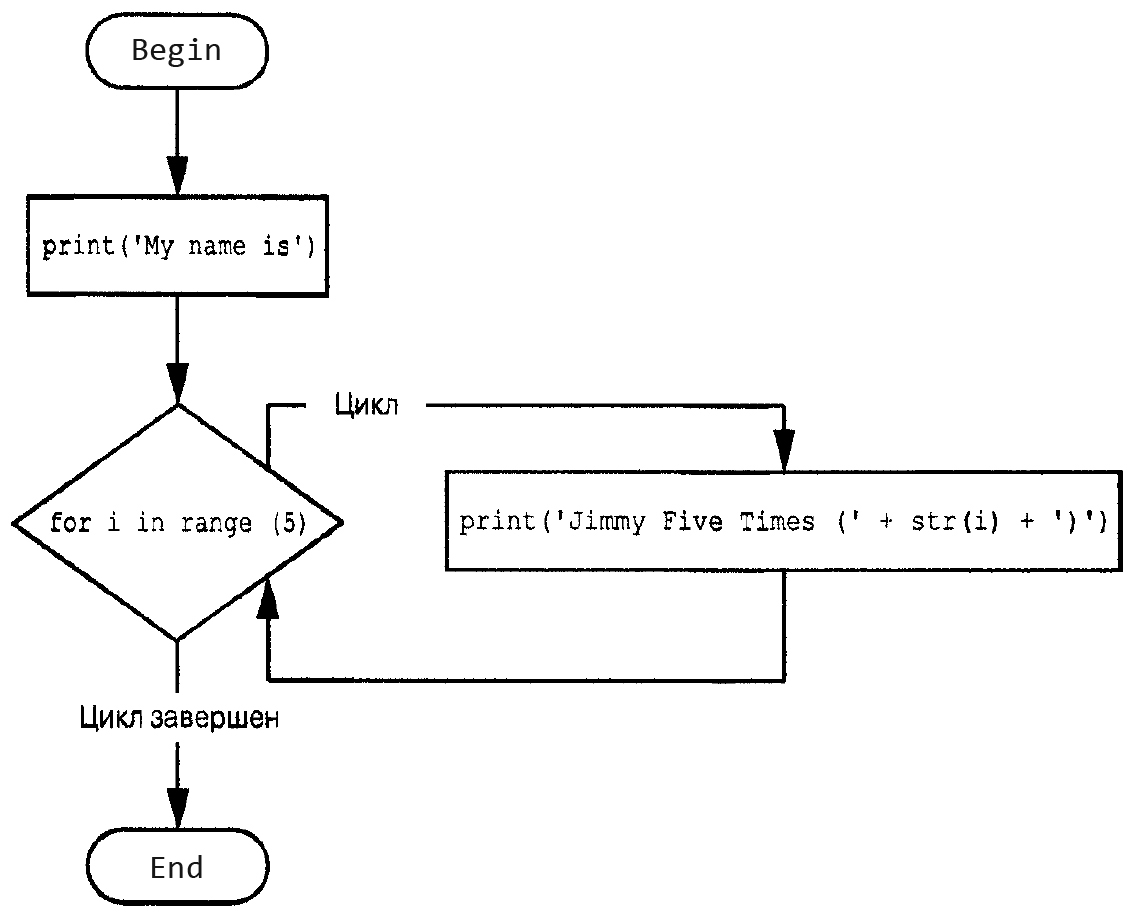 Begin
print('My name is')
Цикл
for i in range (5)
print('Jimmy Five Times (' + str(i) + ')')
Цикл завершен
End